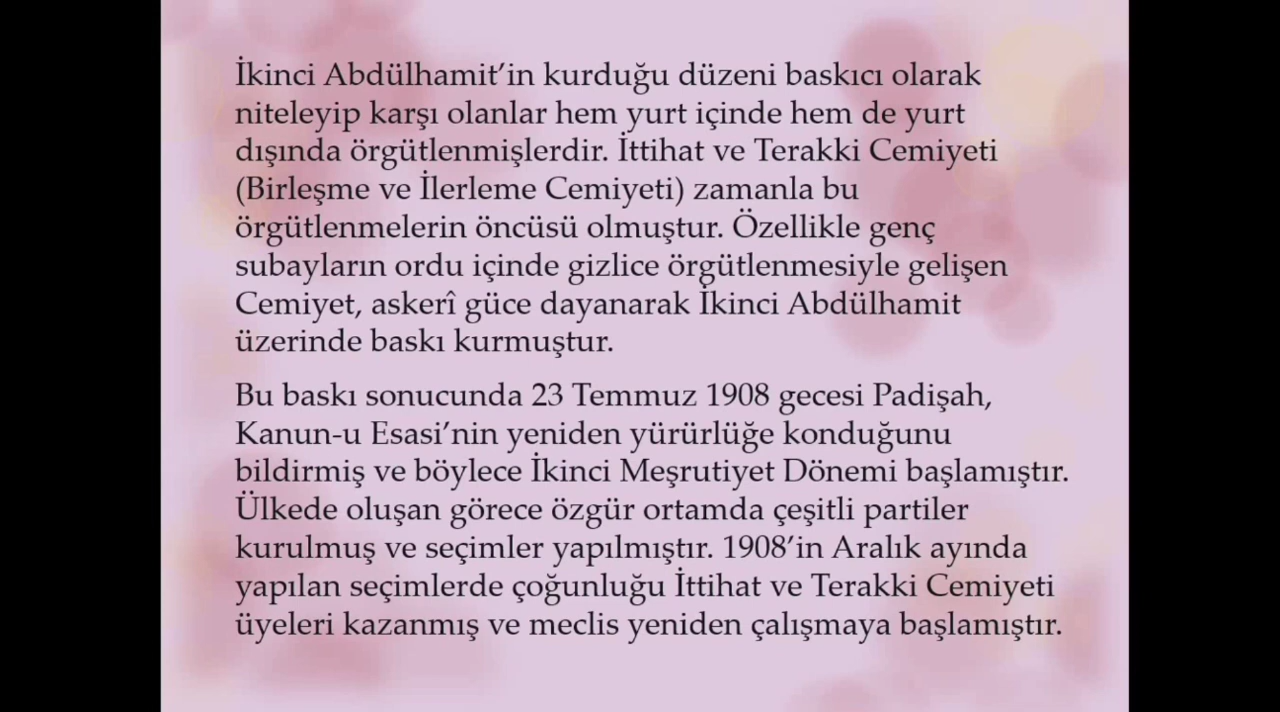 İkinci Abdülhamit’in kurduğu düzeni baskıcı olarak
niteleyip karşı olanlar hem yurt içinde hem de yurt
dışında örgütlenmişlerdir. İttihat ve Terakki Cemiyeti
(Birleşme ve İlerleme Cemiyeti) zamanla bu
örgütlenmelerin öncüsü olmuştur. Özellikle genç
subayların ordu içinde gizlice örgütlenmesiyle gelişen
Cemiyet, askerî güce dayanarak İkinci Abdülhamit
üzerinde baskı kurmuştur.
Bu baskı sonucunda 23 Temmuz 1908 gecesi Padişah,
Kanun-u Esasi’nin yeniden yürürlüğe konduğunu
bildirmiş ve böylece İkinci Meşrutiyet Dönemi başlamıştır.
Ülkede oluşan görece özgür ortamda çeşitli partiler
kurulmuş ve seçimler yapılmıştır. 1908’in Aralık ayında
yapılan seçimlerde çoğunluğu İttihat ve Terakki Cemiyeti
üyeleri kazanmış ve meclis yeniden çalışmaya başlamıştır.